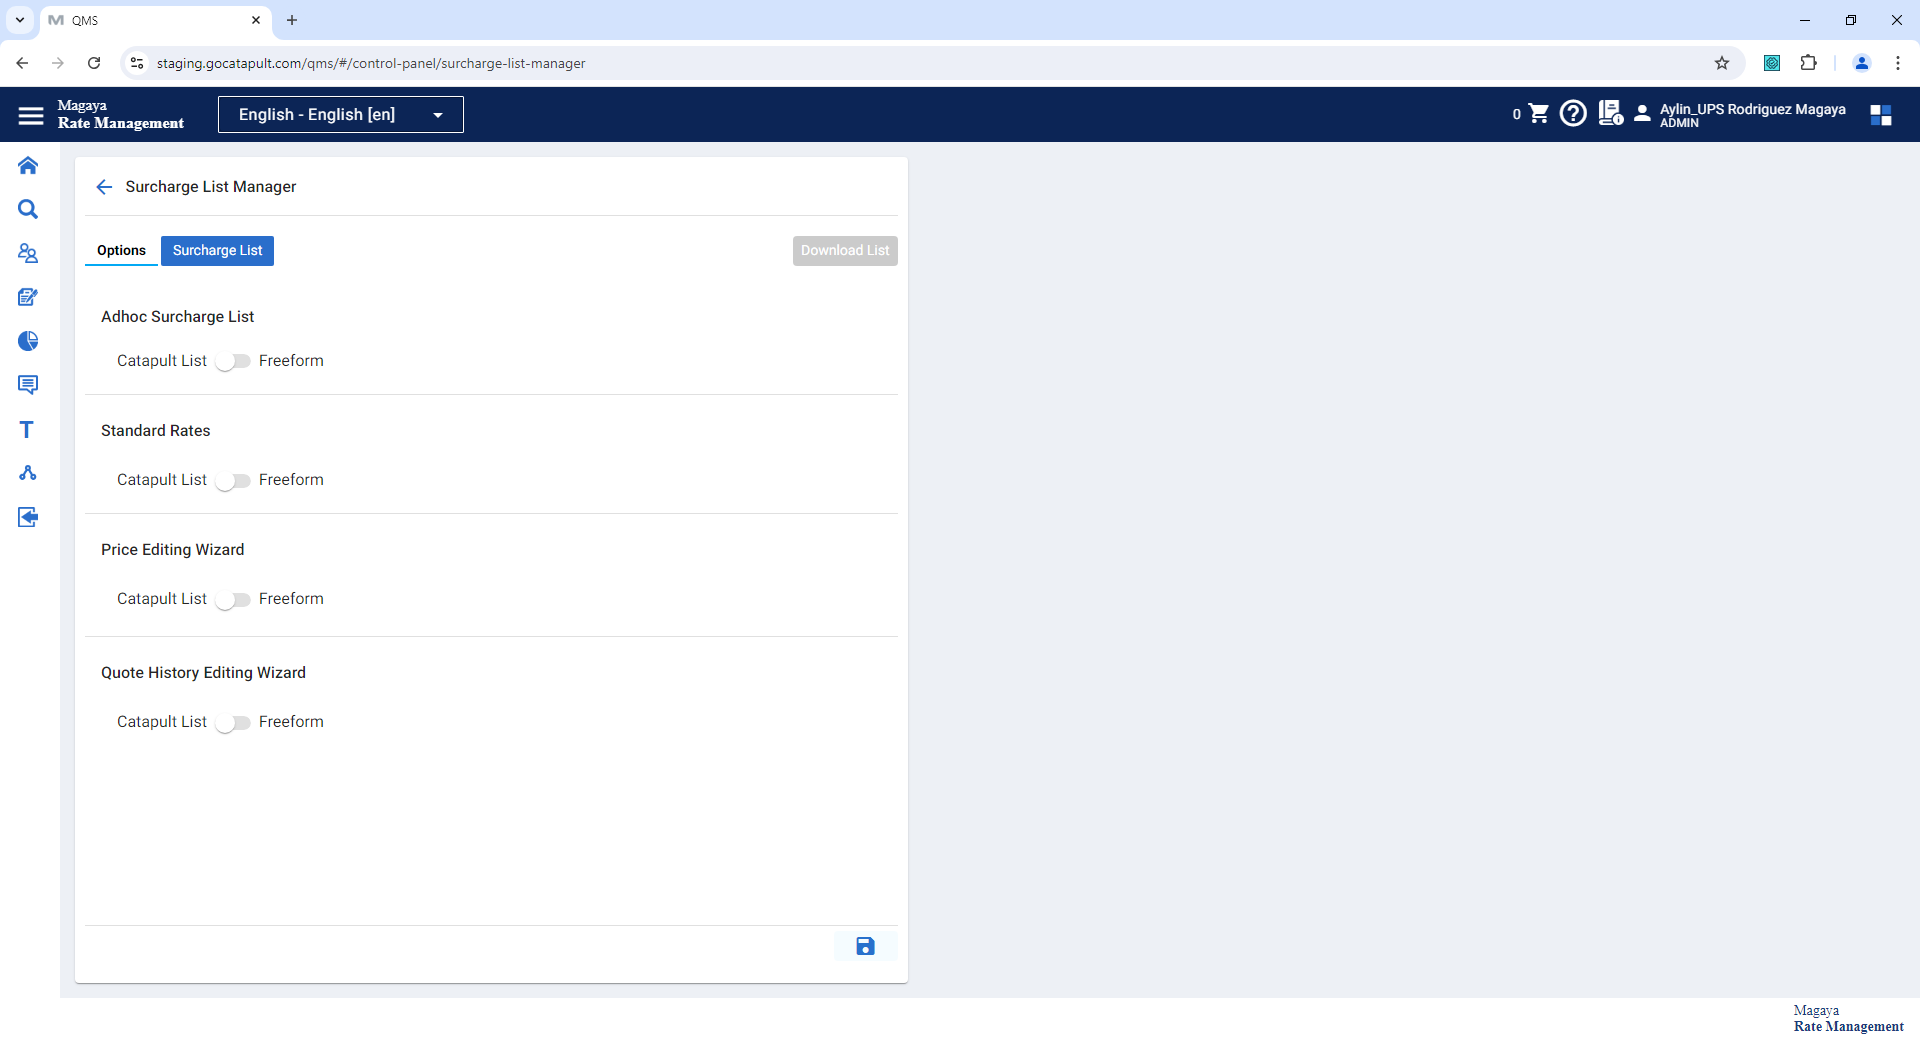 QMS
staging.gocatapult.com/qms/#/control-panel/surcharge-list-manager
Magaya
Rate Management
English - English [en]
0
Aylin_UPS Rodriguez Magaya
ADMIN
Surcharge List Manager
Options
Surcharge List
Download List
Adhoc Surcharge List
Catapult List
Freeform
Standard Rates
Catapult List
Freeform
Price Editing Wizard
Catapult List
Freeform
Quote History Editing Wizard
Catapult List
Freeform
Magaya
Rate Management